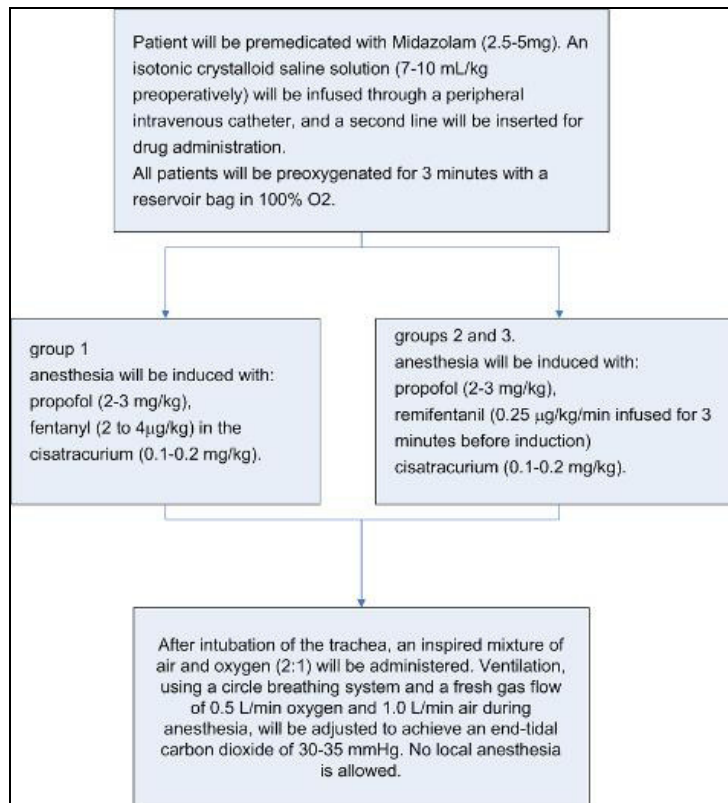 Patient will be premedicated with Midazolam (2.5-5mg). An
isotonic crystalloid saline solution (7-10 mL/kg
preoperatively) will be infused through a peripheral
intravenous catheter, and a second line will be inserted for
drug administration.
All patients will be preoxygenated for 3 minutes with a
reservoir bag in 100% O2.
group 1
anesthesia will be induced with:
propofol (2-3 mg/kg),
fentanyl (2 to 4µg/kg) in the
cisatracurium (0.1-0.2 mg/kg).
groups 2 and 3.
anesthesia will be induced with:
propofol (2-3 mg/kg),
remifentanil (0.25 µg/kg/min infused for 3
minutes before induction)
cisatracurium (0.1-0.2 mg/kg).
After intubation of the trachea, an inspired mixture of
air and oxygen (2:1) will be administered. Ventilation,
using a circle breathing system and a fresh gas flow
of 0.5 L/min oxygen and 1.0 L/min air during
anesthesia, will be adjusted to achieve an end-tidal
carbon dioxide of 30-35 mmHg. No local anesthesia
is allowed.